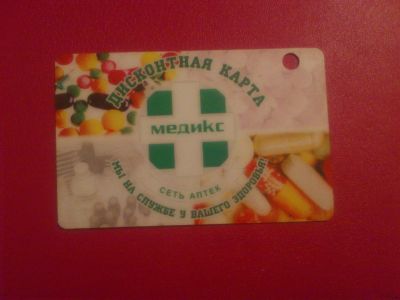 ДИСКОНТНАЯ КАРТА
МЕДИКС
СЕТЬ АПТЕК
МЫ НА СЛУЖБЕ У ВАШЕГО ЗДОРОВЬЯ!